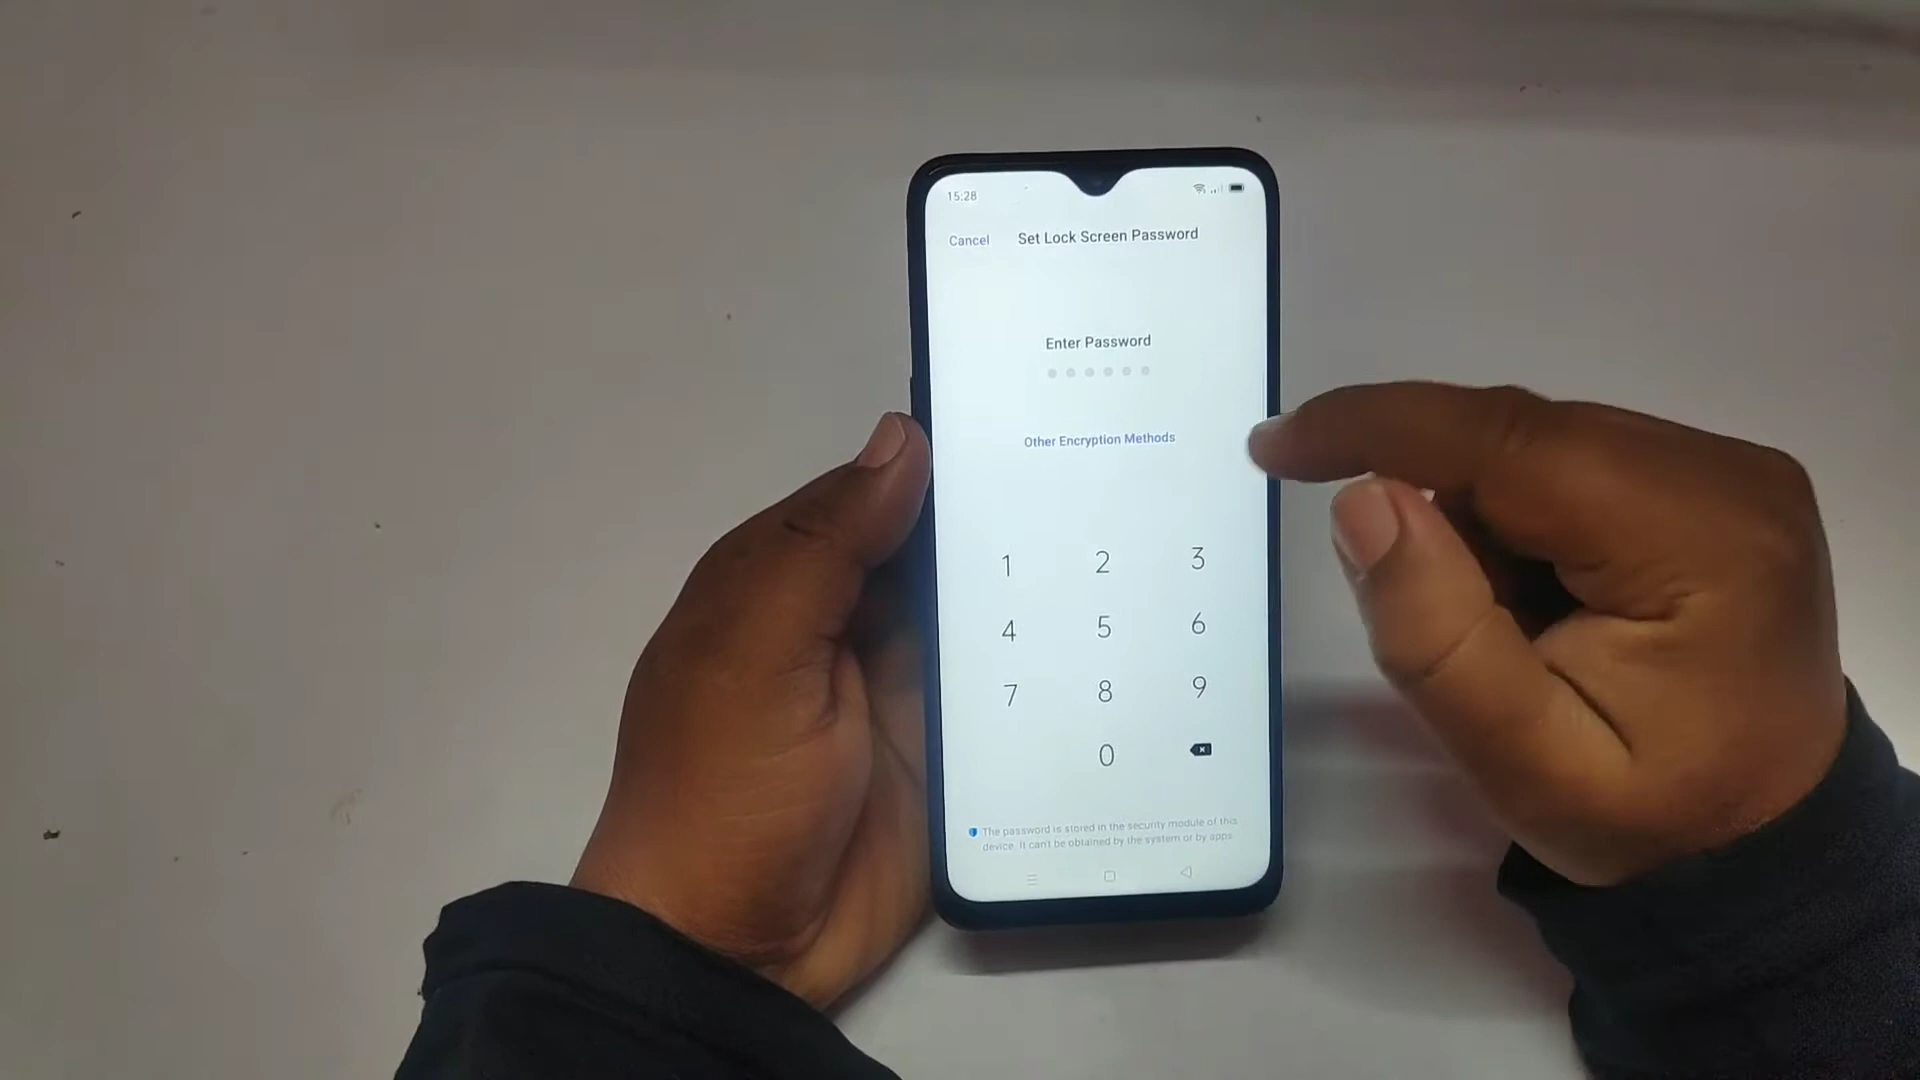 15:28
Cancel Set Lock Screen Password
Enter Password
Other Encryption Methods
1 2 3
4 5 6
7 8 9
0
The password is stored in the security module of this
device. It can't be obtained by the system or by apps.